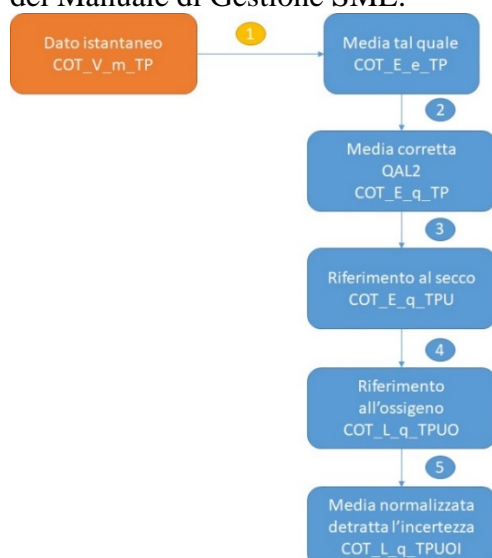 del Manuale di Gestione SME.
Dato istantaneo
COT_V_m_TP
1
Media tal quale
COT_E_e_TP
2
Media corretta
QAL2
COT_E_q_TP
3
Riferimento al secco
COT_E_q_TPU
4
Riferimento
all'ossigeno
COT_L_q_TPUO
5
Media normalizzata
detratta l'incertezza
COT_L_q_TPUOI